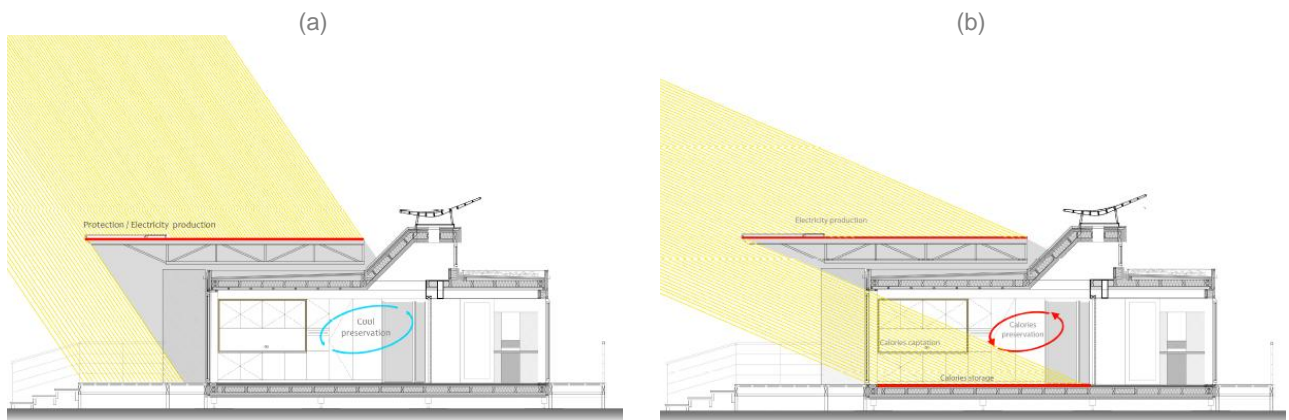 (a)
(b)
Protection / Electricity production
Electricity production
Cool
preservation
Calories
preservation
Calories captation
Calories storage